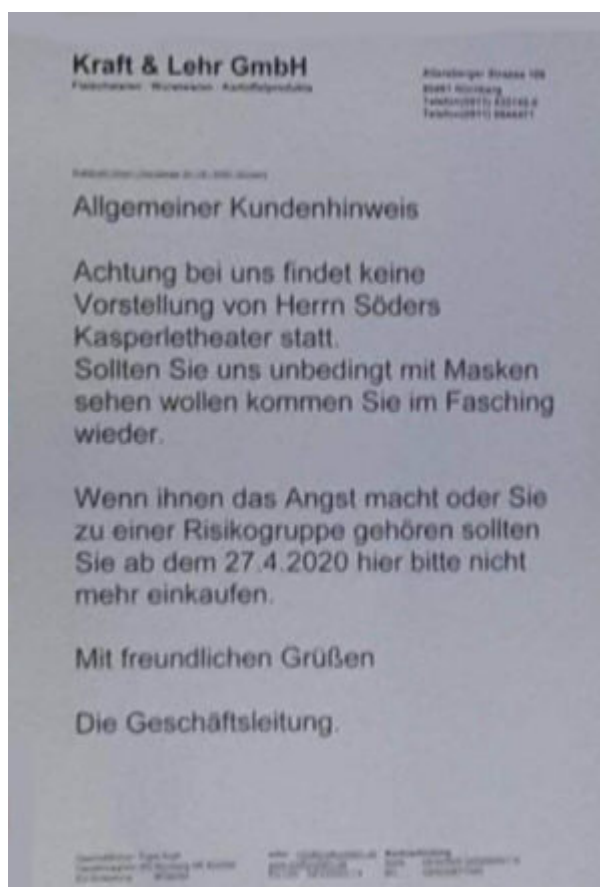 Kraft & Lehr GmbH
Fleischwaren · Wurstwaren · Kartoffelprodukte
Allgemeiner Kundenhinweis
Achtung bei uns findet keine
Vorstellung von Herrn Söders
Kasperletheater statt.
Sollten Sie uns unbedingt mit Masken
sehen wollen kommen Sie im Fasching
wieder.
Wenn ihnen das Angst macht oder Sie
zu einer Risikogruppe gehören sollten
Sie ab dem 27.4.2020 hier bitte nicht
mehr einkaufen.
Mit freundlichen Grüßen
Die Geschäftsleitung.